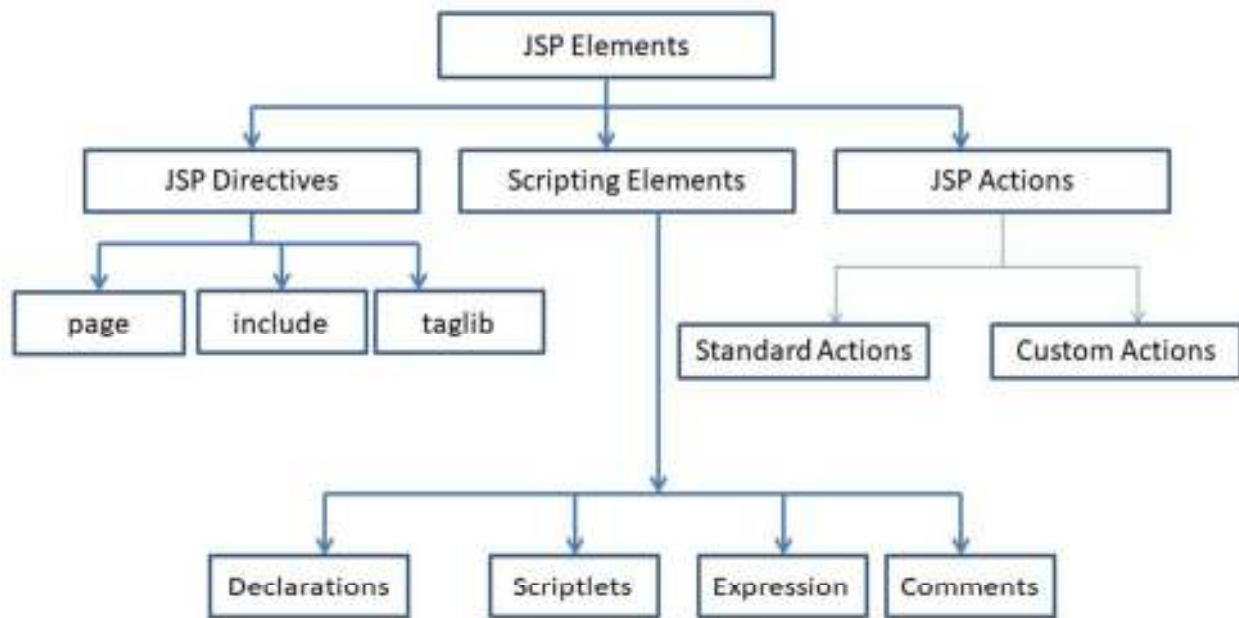 JSP Elements
JSP Directives
Scripting Elements
JSP Actions
page
include
taglib
Standard Actions
Custom Actions
Declarations
Scriptlets
Expression
Comments